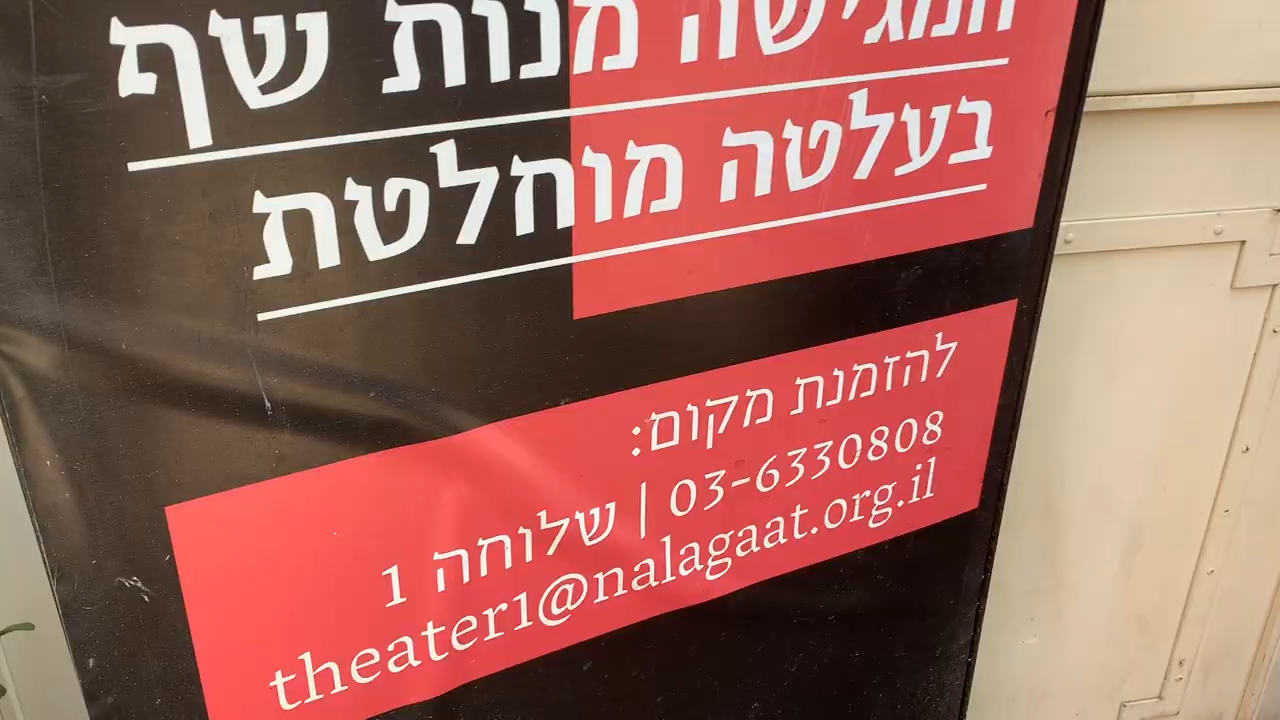 המגישה מנות שף
בעלטה מוחלטת
להזמנת מקום:
03-6330808 | שלוחה 1
theater1@nalagaat.org.il